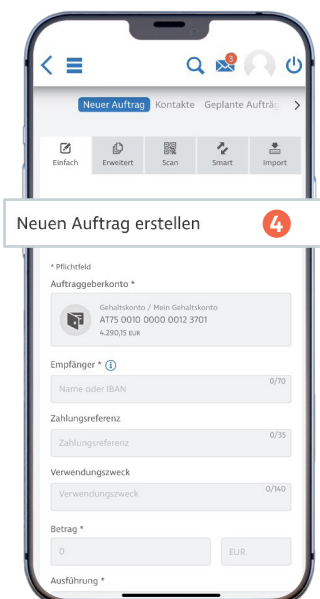 3
Neuer Auftrag Kontakte Geplante Aufträg
Einfach Erweitert Scan Smart Import
Neuen Auftrag erstellen 4
* Pflichtfeld
Auftraggeberkonto *
Gehaltskonto / Mein Gehaltskonto
AT75 0010 0000 0012 3701
4.290,15 EUR
Empfänger * i
Name oder IBAN 0/70
Zahlungsreferenz
Zahlungsreferenz 0/35
Verwendungszweck
Verwendungszweck 0/140
Betrag *
0 EUR
Ausführung *